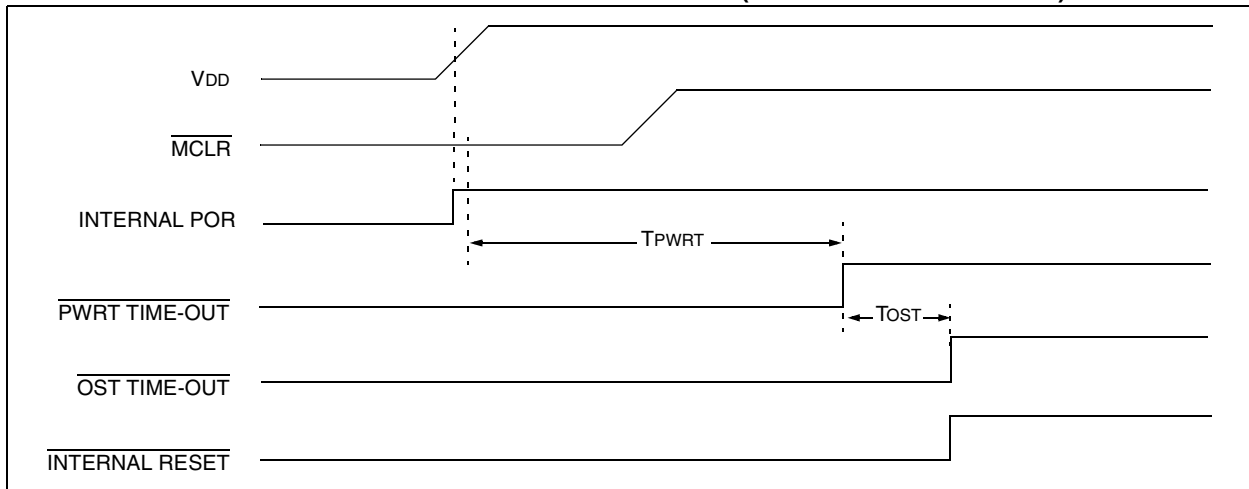 VDD
MCLR
INTERNAL POR
TPWRT
PWRT TIME-OUT
TOST
OST TIME-OUT
INTERNAL RESET